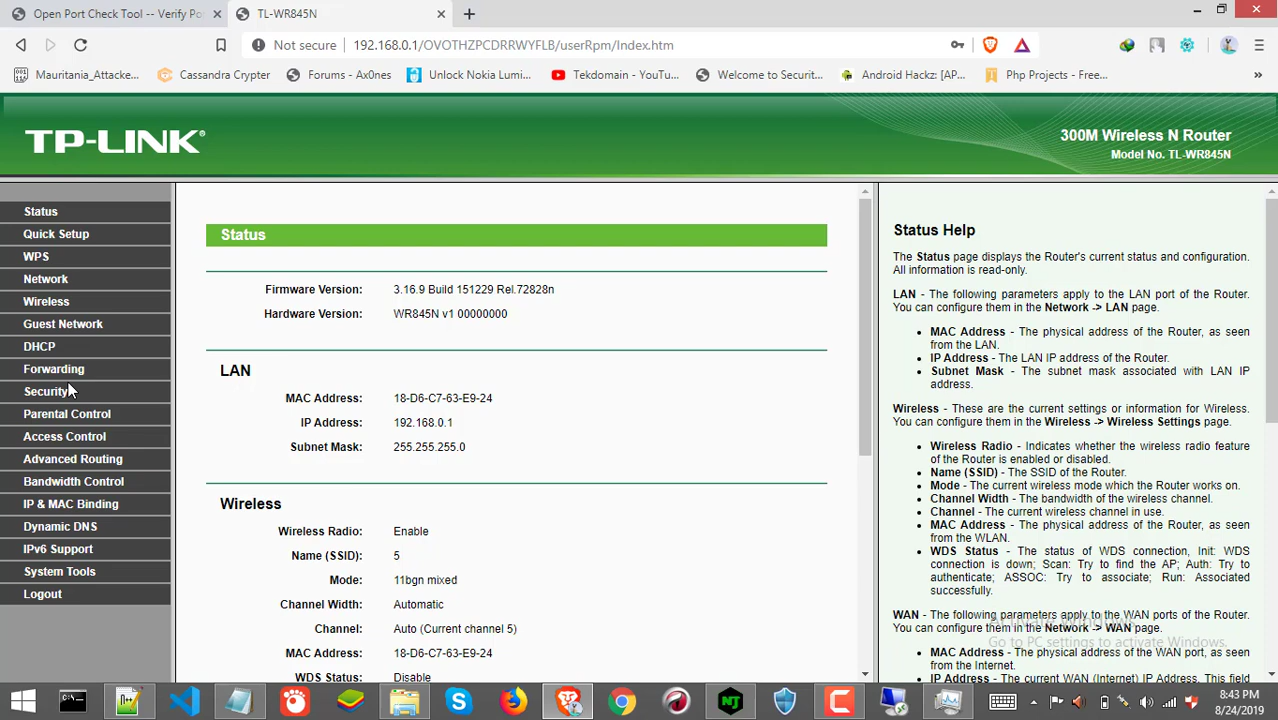 Open Port Check Tool -- Verify Po
TL-WR845N
Not secure
192.168.0.1/OVOTHZPCDRRWYFLB/userRpm/Index.htm
Mauritania_Attacke...
Cassandra Crypter
Forums - Ax0nes
Unlock Nokia Lumi...
Tekdomain - YouTu...
Welcome to Securit...
Android Hackz: [AP...
Php Projects - Free...
»
TP-LINK®
300M Wireless N Router
Model No. TL-WR845N
Status
Quick Setup
WPS
Network
Wireless
Guest Network
DHCP
Forwarding
Security
Parental Control
Access Control
Advanced Routing
Bandwidth Control
IP & MAC Binding
Dynamic DNS
IPv6 Support
System Tools
Logout
Status
Firmware Version: 3.16.9 Build 151229 Rel.72828n
Hardware Version: WR845N v1 00000000
LAN
MAC Address: 18-D6-C7-63-E9-24
IP Address: 192.168.0.1
Subnet Mask: 255.255.255.0
Wireless
Wireless Radio: Enable
Name (SSID): 5
Mode: 11bgn mixed
Channel Width: Automatic
Channel: Auto (Current channel 5)
MAC Address: 18-D6-C7-63-E9-24
WDS Status: Disable
Status Help
The Status page displays the Router's current status and configuration.
All information is read-only.
LAN - The following parameters apply to the LAN port of the Router.
You can configure them in the Network -> LAN page.
MAC Address - The physical address of the Router, as seen
from the LAN.
IP Address - The LAN IP address of the Router.
Subnet Mask - The subnet mask associated with LAN IP
address.
Wireless - These are the current settings or information for Wireless.
You can configure them in the Wireless -> Wireless Settings page.
Wireless Radio - Indicates whether the wireless radio feature
of the Router is enabled or disabled.
Name (SSID) - The SSID of the Router.
Mode - The current wireless mode which the Router works on.
Channel Width - The bandwidth of the wireless channel.
Channel - The current wireless channel in use.
MAC Address - The physical address of the Router, as seen
from the WLAN.
WDS Status - The status of WDS connection, Init: WDS
connection is down; Scan: Try to find the AP; Auth: Try to
authenticate; ASSOC: Try to associate; Run: Associated
successfully.
WAN - The following parameters apply to the WAN ports of the Router.
You can configure them in the Network -> WAN page.
MAC Address - The physical address of the WAN port, as seen
from the Internet.
IP Address - The current WAN (Internet) IP Address. This field
Activate Windows
Go to PC settings to activate Windows.
8:43 PM
8/24/2019